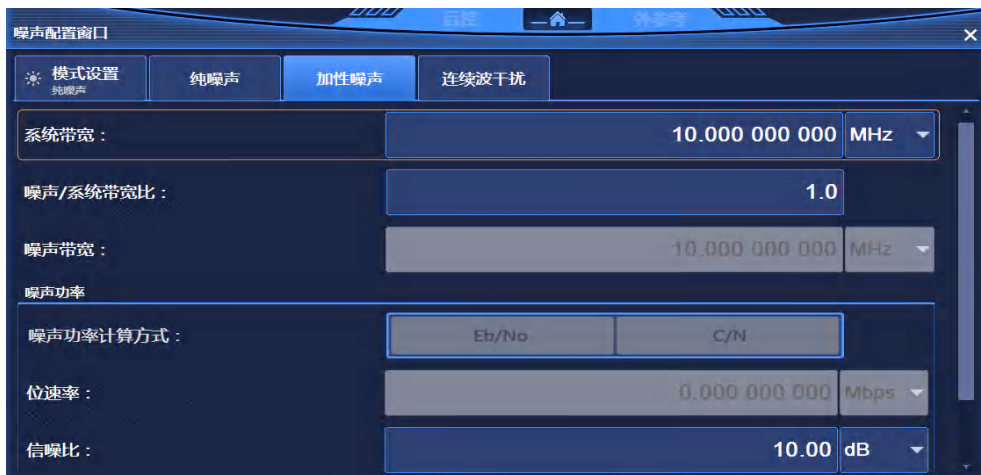 噪声配置窗口
模式设置 纯噪声 加性噪声 连续波干扰
纯噪声
系统带宽： 10.000 000 000 MHz
噪声/系统带宽比： 1.0
噪声带宽： 10.000 000 000 MHz
噪声功率
噪声功率计算方式： Eb/No C/N
位速率： 0.000 000 000 Mbps
信噪比： 10.00 dB